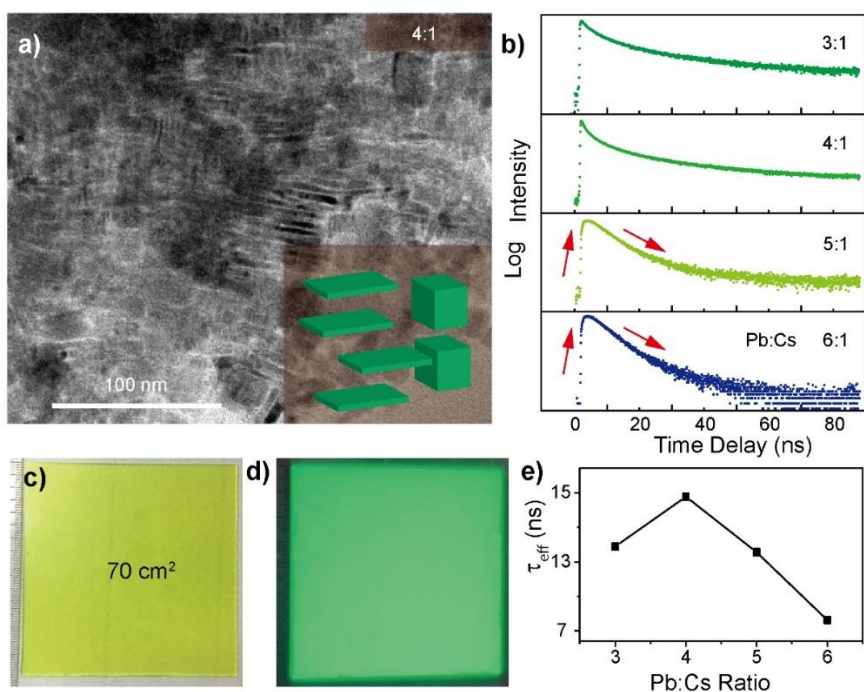 a)
4:1
100 nm
b)
3:1
4:1
5:1
Pb:Cs 6:1
Log Intensity
0 20 40 60 80
Time Delay (ns)
c)
70 cm²
d)
e)
15
13
7
τeff (ns)
3 4 5 6
Pb:Cs Ratio